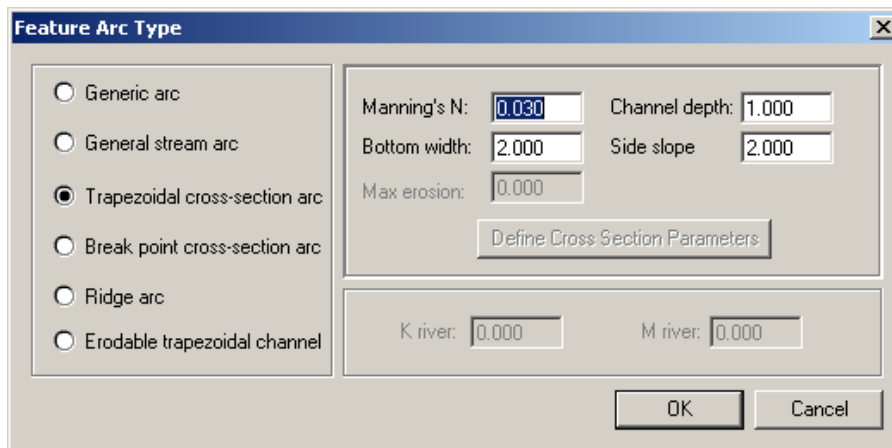 Feature Arc Type
Generic arc
General stream arc
Trapezoidal cross-section arc
Break point cross-section arc
Ridge arc
Erodable trapezoidal channel
Manning's N: 0.030 Channel depth: 1.000
Bottom width: 2.000 Side slope 2.000
Max erosion: 0.000
Define Cross Section Parameters
K river: 0.000 M river: 0.000
OK Cancel